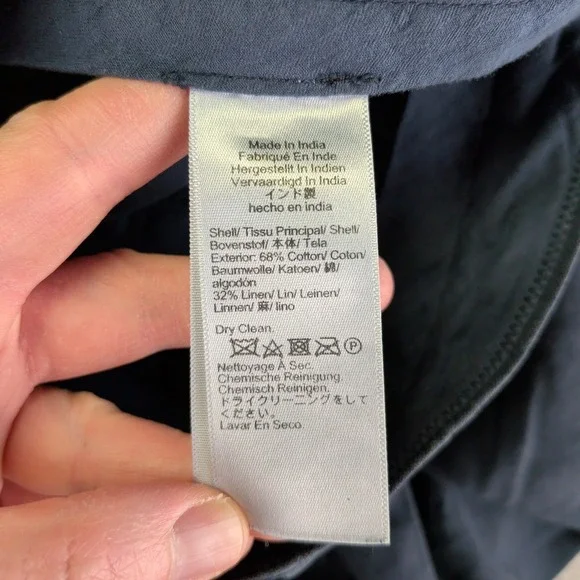 Made In India
Fabriqué En Inde
Hergestellt In Indien
Vervaardigd In India
インド製
hecho en india
Shell/ Tissu Principal/ Shell/
Bovenstof/ 本体/ Tela
Exterior: 68% Cotton/ Coton/
Baumwolle/ Katoen/ 綿/
algodón
32% Linen/ Lin/ Leinen/
Linnen/ 麻/ lino
Dry Clean.
P
Nettoyage À Sec.
Chemische Reinigung.
Chemisch Reinigen.
ドライクリーニングをして
ください。
Lavar En Seco.